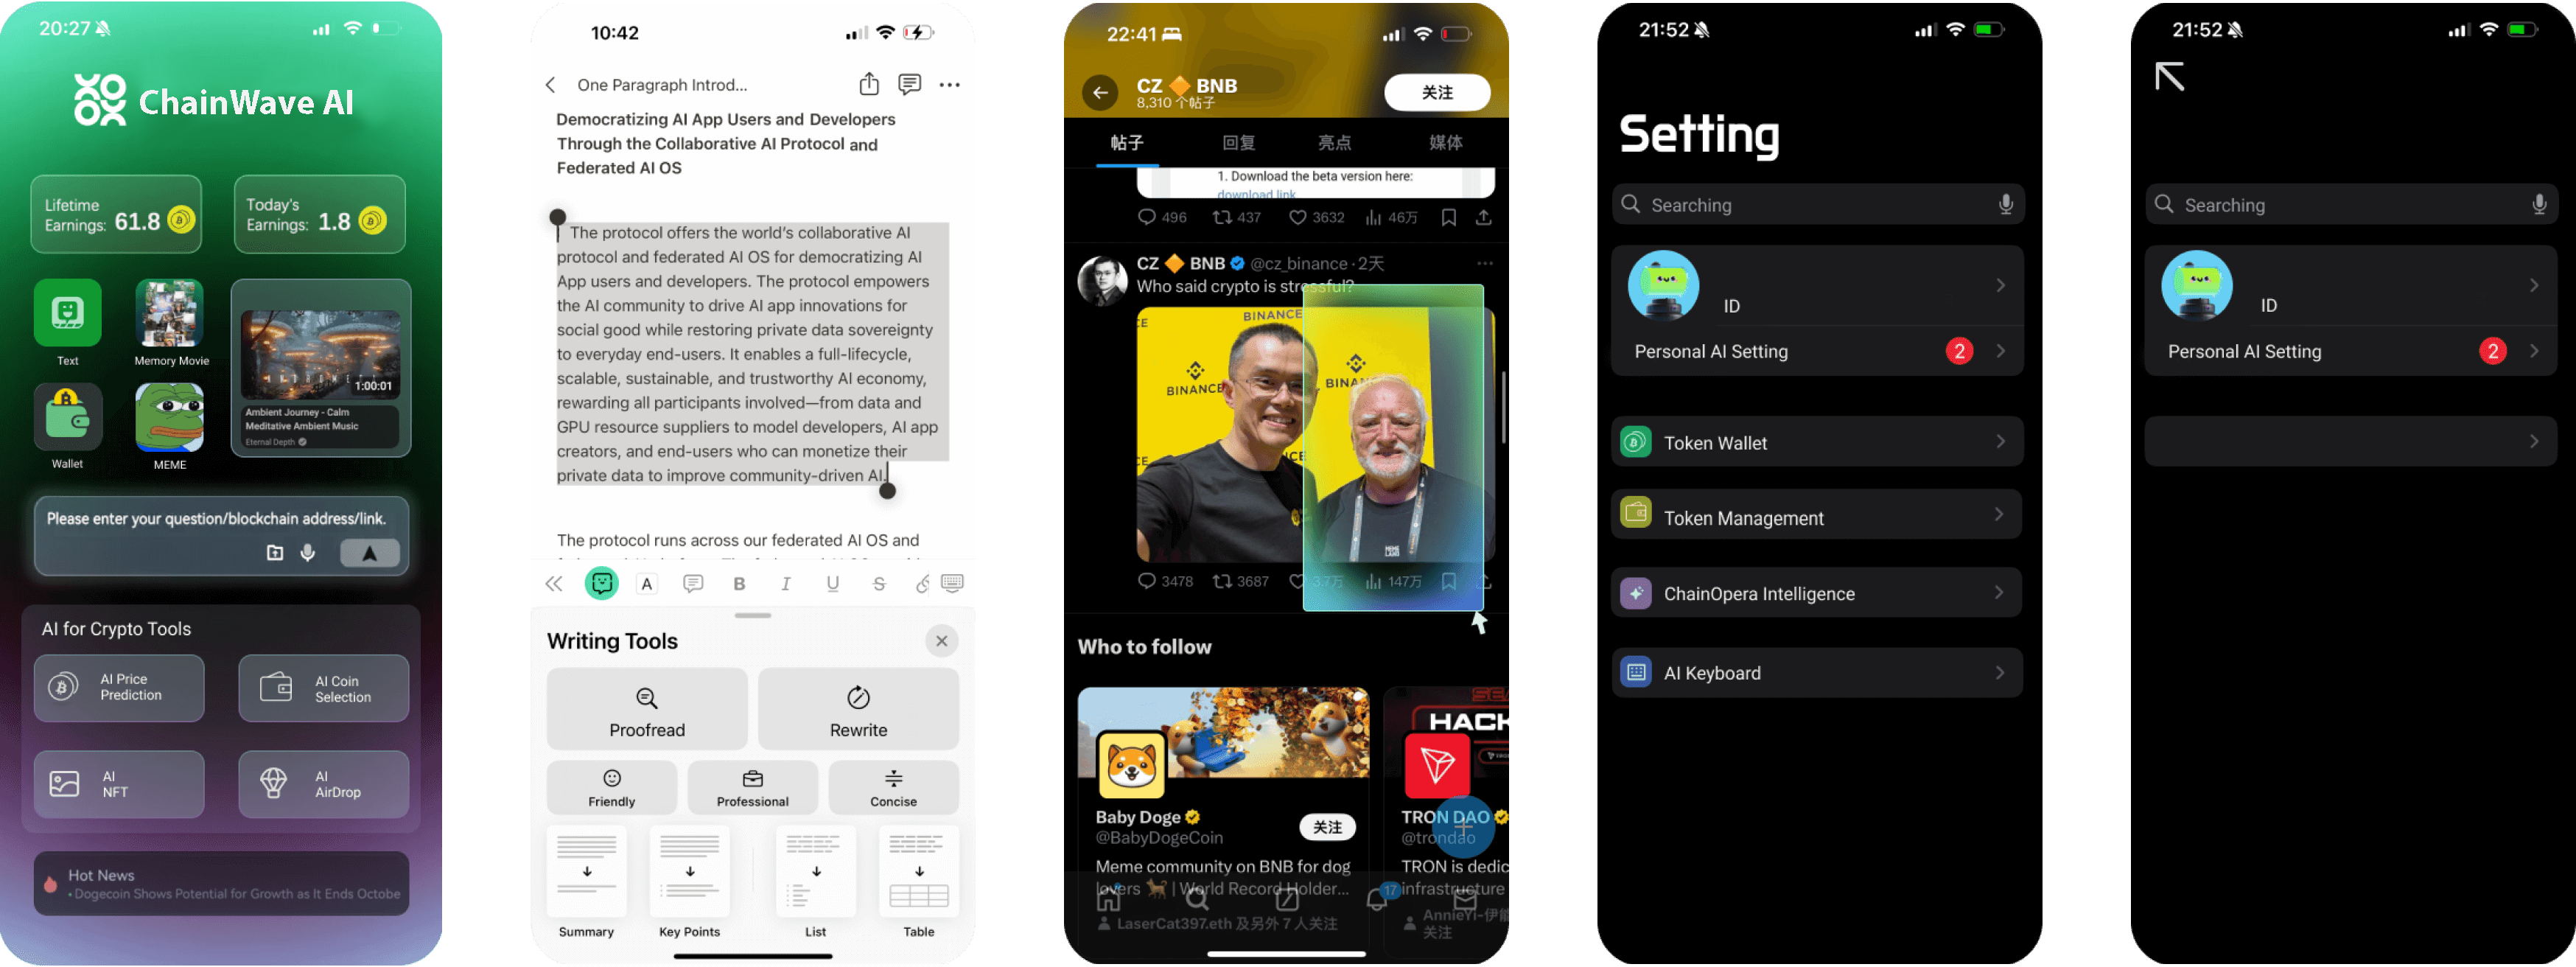 20:27
ChainWave AI
Lifetime
Earnings: 61.8
Today's
Earnings: 1.8
Text
Memory Movie
1:00:01
Ambient Journey - Calm
Meditative Ambient Music
Eternal Depth
Wallet
MEME
Please enter your question/blockchain address/link.
AI for Crypto Tools
AI Price
Prediction
AI Coin
Selection
AI
NFT
AI
AirDrop
Hot News
• Dogecoin Shows Potential for Growth as It Ends Octobe
10:42
One Paragraph Introd...
Democratizing AI App Users and Developers
Through the Collaborative AI Protocol and
Federated AI OS
The protocol offers the world's collaborative AI
protocol and federated AI OS for democratizing AI
App users and developers. The protocol empowers
the AI community to drive AI app innovations for
social good while restoring private data sovereignty
to everyday end-users. It enables a full-lifecycle,
scalable, sustainable, and trustworthy AI economy,
rewarding all participants involved—from data and
GPU resource suppliers to model developers, AI app
creators, and end-users who can monetize their
private data to improve community-driven AI.
The protocol runs across our federated AI OS and
A B I U S
Writing Tools
Proofread
Rewrite
Friendly
Professional
Concise
Summary
Key Points
List
Table
22:41
CZ 🔶 BNB
8,310 个帖子
关注
帖子 回复 亮点 媒体
1. Download the beta version here:
download link
496 437 3632 46万
CZ 🔶 BNB @cz_binance · 2天
Who said crypto is stressful?
BINANCE
BINANCE
BINANCE
3478 3687 3.7万 147万
Who to follow
HACK
Baby Doge
@BabyDogeCoin
关注
Meme community on BNB for dog
lovers 🐕 | World Record Holder...
LaserCat397.eth 及另外 7 人关注
TRON DAO
@trondao
TRON is dedic
infrastructure
17
AnnieYi-伊能
关注
21:52
Setting
Searching
ID
Personal AI Setting
2
Token Wallet
Token Management
ChainOpera Intelligence
AI Keyboard
21:52
Searching
ID
Personal AI Setting
2